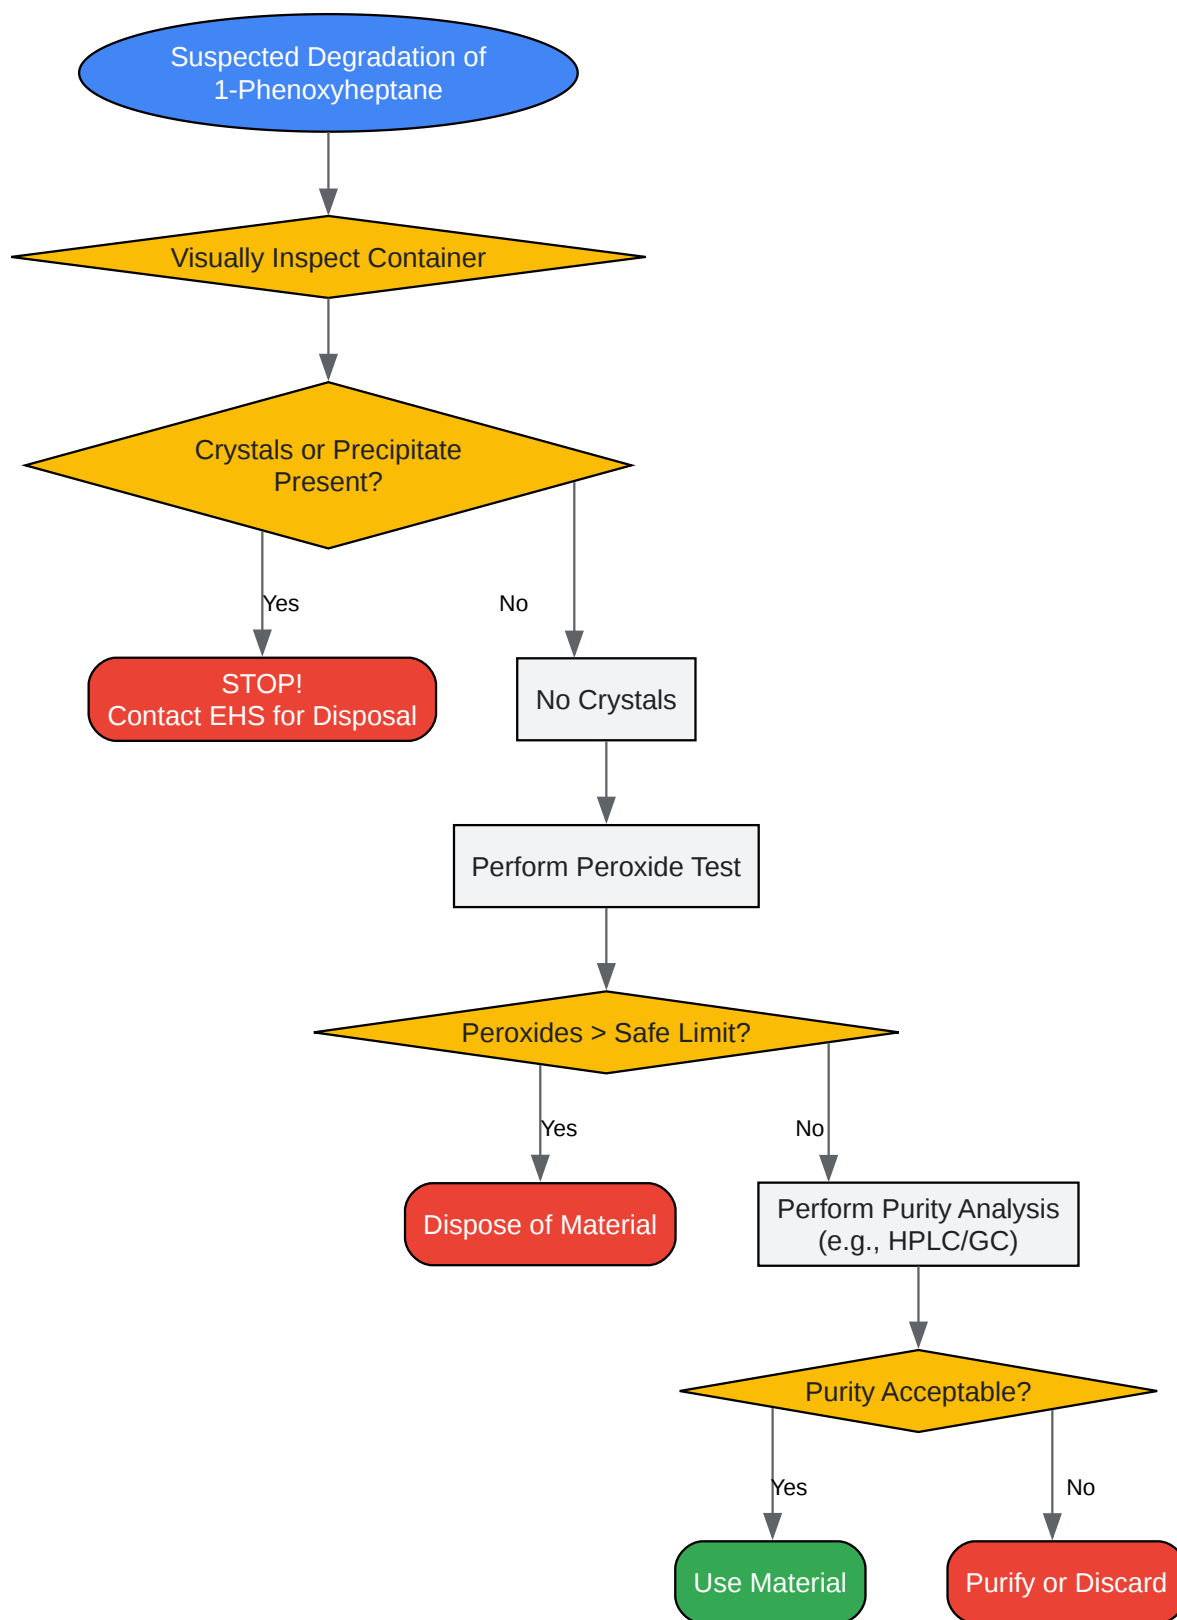 Suspected Degradation of
1-Phenoxyheptane
Visually Inspect Container
Crystals or Precipitate
Present?
Yes
No
STOP!
Contact EHS for Disposal
No Crystals
Perform Peroxide Test
Peroxides > Safe Limit?
Yes
No
Dispose of Material
Perform Purity Analysis
(e.g., HPLC/GC)
Purity Acceptable?
Yes
No
Use Material
Purify or Discard